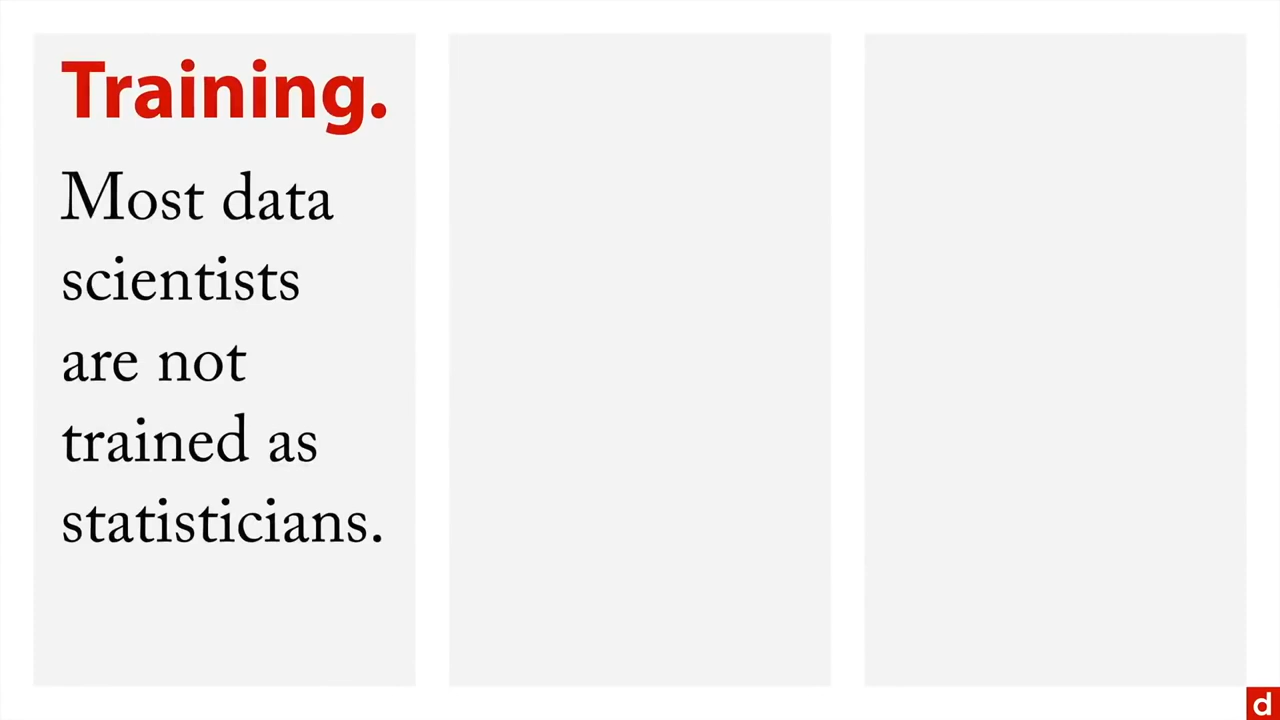 Training.
Most data
scientists
are not
trained as
statisticians.
d